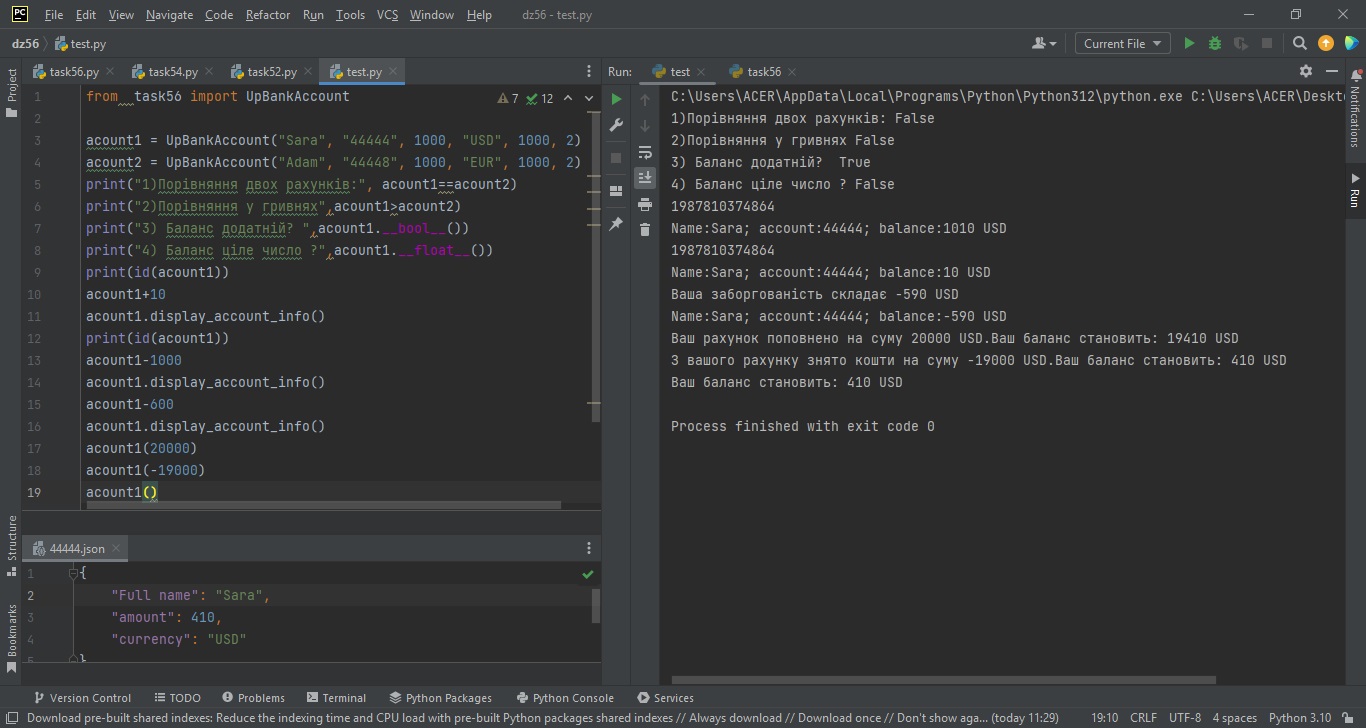 File Edit View Navigate Code Refactor Run Tools VCS Window Help dz56 - test.py
dz56 test.py Current File
task56.py task54.py task52.py test.py Run: test task56
Project
Structure
Bookmarks
Notifications
Run
7 12
1 from task56 import UpBankAccount
2
3 acount1 = UpBankAccount("Sara", "44444", 1000, "USD", 1000, 2)
4 acount2 = UpBankAccount("Adam", "44448", 1000, "EUR", 1000, 2)
5 print("1)Порівняння двох рахунків:", acount1==acount2)
6 print("2)Порівняння у гривнях",acount1>acount2)
7 print("3) Баланс додатній? ",acount1.__bool__())
8 print("4) Баланс ціле число ?",acount1.__float__())
9 print(id(acount1))
10 acount1+10
11 acount1.display_account_info()
12 print(id(acount1))
13 acount1-1000
14 acount1.display_account_info()
15 acount1-600
16 acount1.display_account_info()
17 acount1(20000)
18 acount1(-19000)
19 acount1()
44444.json
1 {
2 "Full name": "Sara",
3 "amount": 410,
4 "currency": "USD"
5 }
C:\Users\ACER\AppData\Local\Programs\Python\Python312\python.exe C:\Users\ACER\Deskto
1)Порівняння двох рахунків: False
2)Порівняння у гривнях False
3) Баланс додатній?  True
4) Баланс ціле число ? False
1987810374864
Name:Sara; account:44444; balance:1010 USD
1987810374864
Name:Sara; account:44444; balance:10 USD
Ваша заборгованість складає -590 USD
Name:Sara; account:44444; balance:-590 USD
Ваш рахунок поповнено на суму 20000 USD.Ваш баланс становить: 19410 USD
З вашого рахунку знято кошти на суму -19000 USD.Ваш баланс становить: 410 USD
Ваш баланс становить: 410 USD
Process finished with exit code 0
Version Control TODO Problems Terminal Python Packages Python Console Services
Download pre-built shared indexes: Reduce the indexing time and CPU load with pre-built Python packages shared indexes // Always download // Download once // Don't show aga... (today 11:29) 19:10 CRLF UTF-8 4 spaces Python 3.10